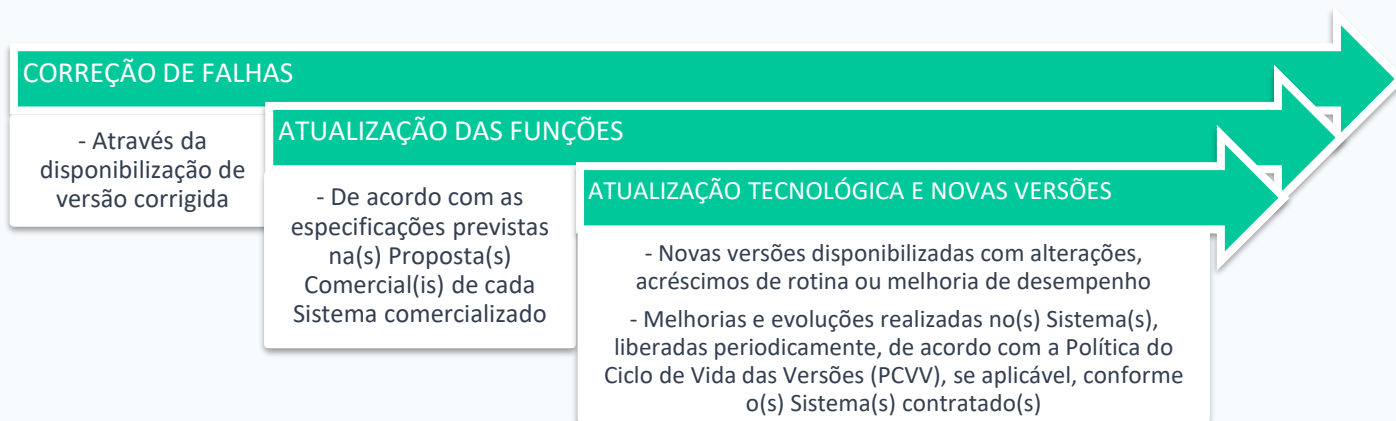 CORREÇÃO DE FALHAS
- Através da
disponibilização de
versão corrigida
ATUALIZAÇÃO DAS FUNÇÕES
- De acordo com as
especificações previstas
na(s) Proposta(s)
Comercial(is) de cada
Sistema comercializado
ATUALIZAÇÃO TECNOLÓGICA E NOVAS VERSÕES
- Novas versões disponibilizadas com alterações,
acréscimos de rotina ou melhoria de desempenho
- Melhorias e evoluções realizadas no(s) Sistema(s),
liberadas periodicamente, de acordo com a Política do
Ciclo de Vida das Versões (PCVV), se aplicável, conforme
o(s) Sistema(s) contratado(s)